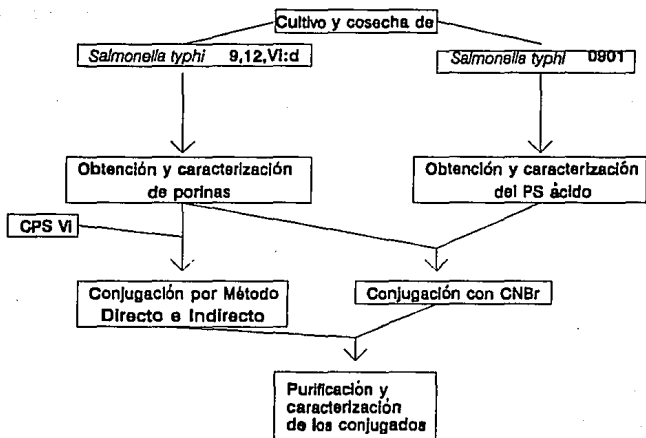 Cultivo y cosecha de
Salmonella typhi 9,12,Vi:d
Salmonella typhi 0901
Obtención y caracterización
de porinas
Obtención y caracterización
del PS ácido
CPS Vi
Conjugación por Método
Directo e Indirecto
Conjugación con CNBr
Purificación y
caracterización
de los conjugados